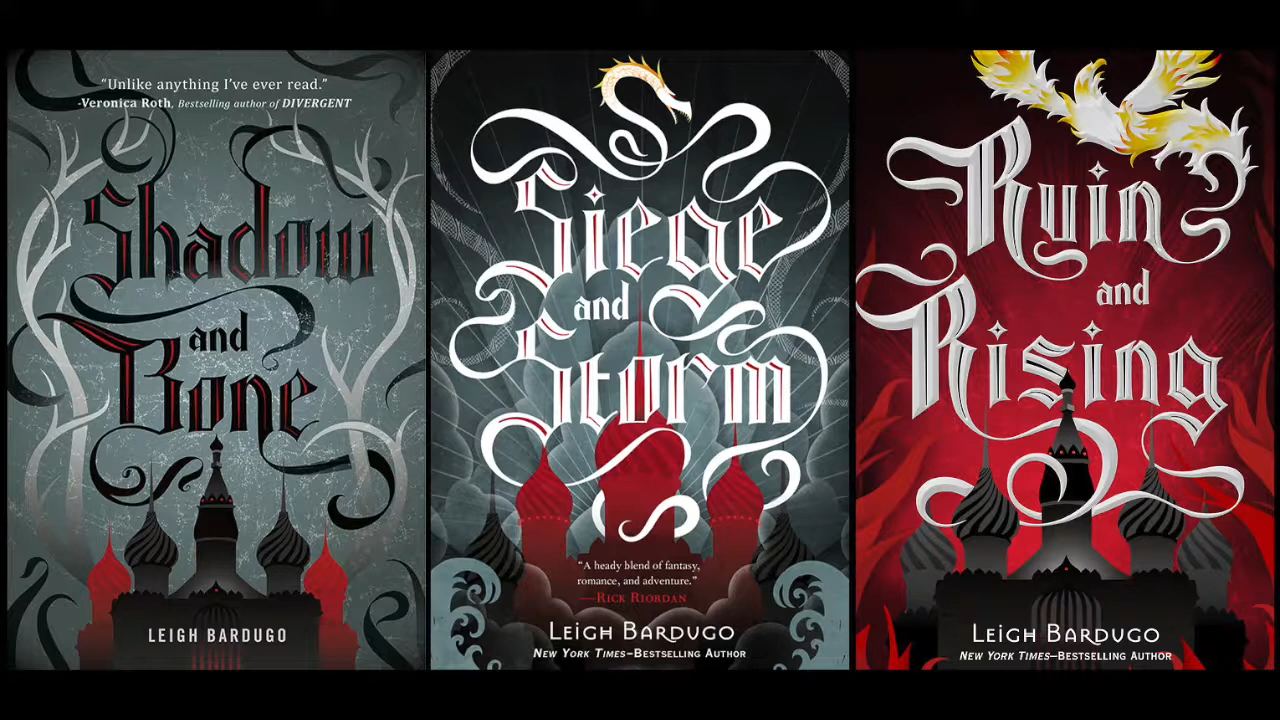 “Unlike anything I’ve ever read.”
-Veronica Roth, Bestselling author of DIVERGENT
Shadow
and
Bone
LEIGH BARDUGO
Siege
and
Storm
“A heady blend of fantasy,
romance, and adventure.”
—RICK RIORDAN
LEIGH BARDUGO
NEW YORK TIMES–BESTSELLING AUTHOR
Ruin
and
Rising
LEIGH BARDUGO
NEW YORK TIMES–BESTSELLING AUTHOR